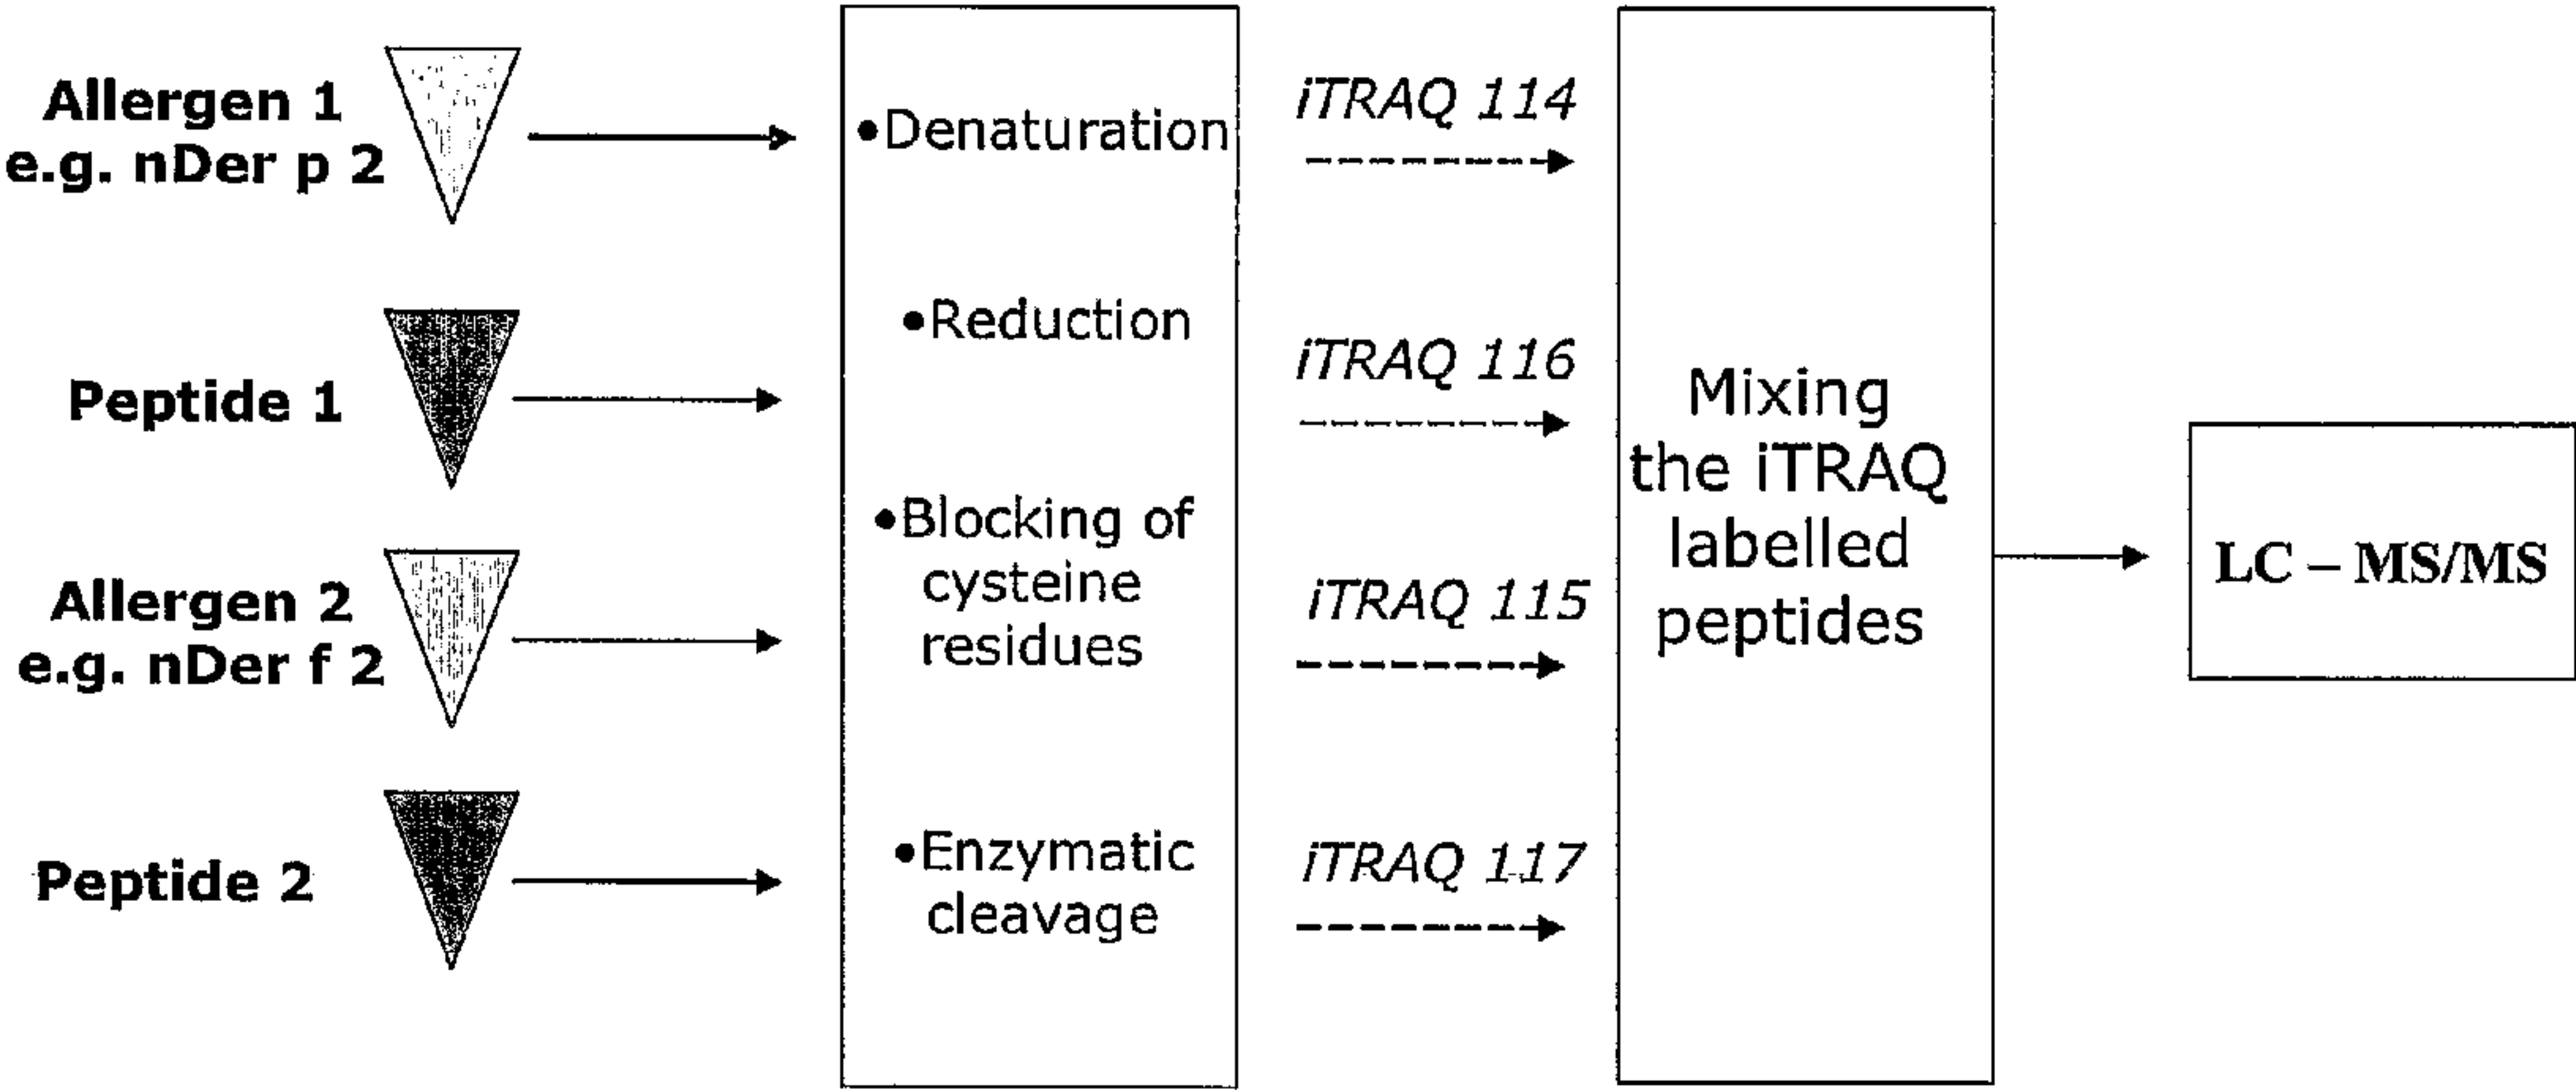 Allergen 1
e.g. nDer p 2
Peptide 1
Allergen 2
e.g. nDer f 2
Peptide 2
•Denaturation
•Reduction
•Blocking of
cysteine
residues
•Enzymatic
cleavage
iTRAQ 114
iTRAQ 116
iTRAQ 115
iTRAQ 117
Mixing
the iTRAQ
labelled
peptides
LC – MS/MS